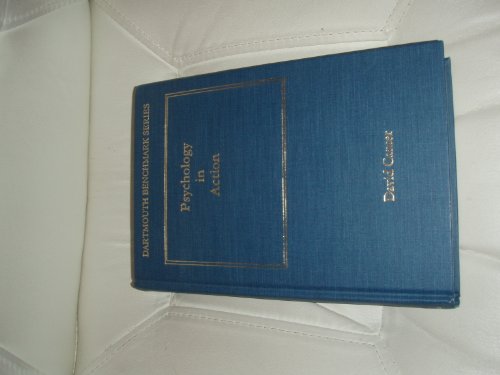 DARTMOUTH BENCHMARK SERIES
Psychology
in
Action
David Canter